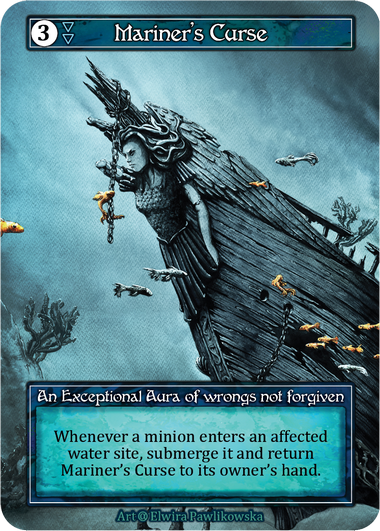 3
Mariner's Curse
An Exceptional Aura of wrongs not forgiven
Whenever a minion enters an affected
water site, submerge it and return
Mariner's Curse to its owner's hand.
Art @ Elwira Pawlikowska